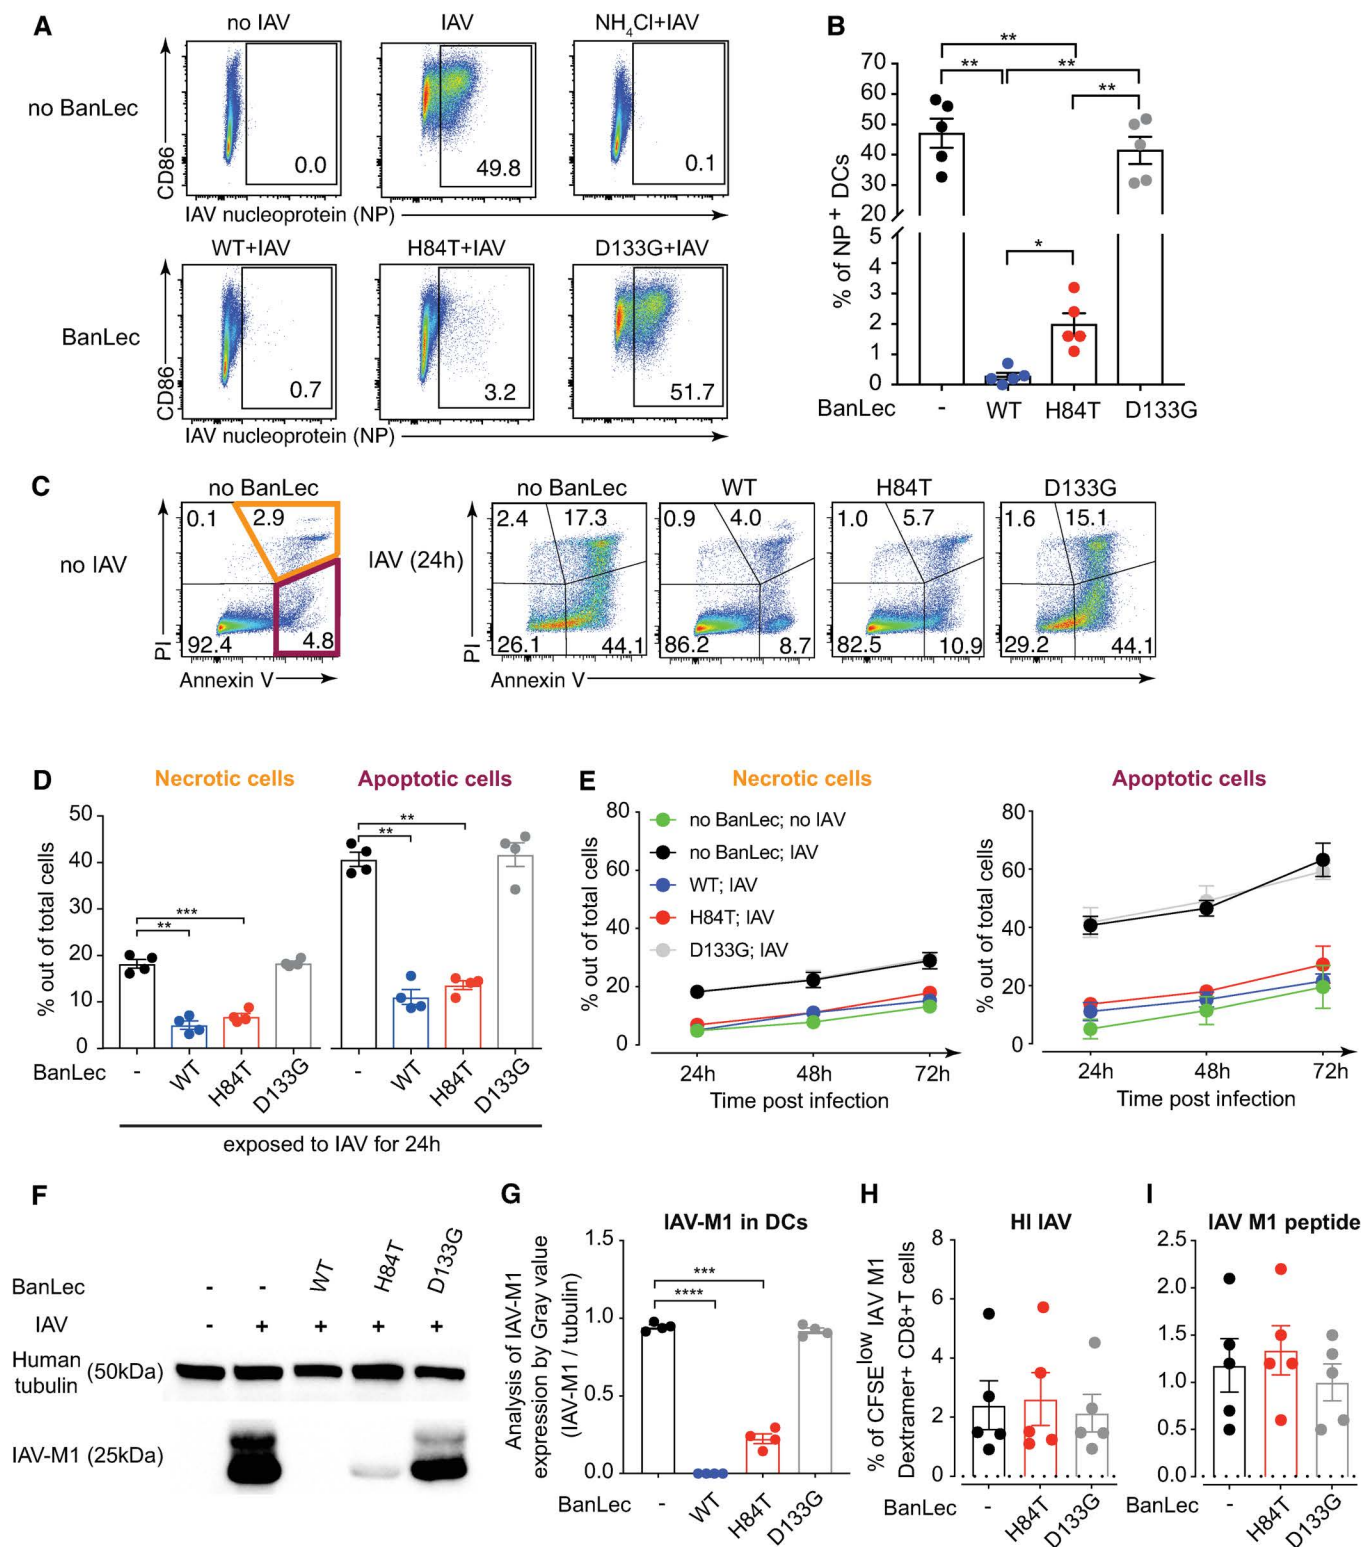 A
no IAV
IAV
NH4Cl+IAV
no BanLec
CD86
0.0
49.8
0.1
IAV nucleoprotein (NP)
WT+IAV
H84T+IAV
D133G+IAV
BanLec
CD86
0.7
3.2
51.7
IAV nucleoprotein (NP)
B
** 
** **
**
*
% of NP+ DCs
70
60
50
40
30
20
5
4
3
2
1
0
BanLec - WT H84T D133G
C
no BanLec
no IAV
0.1 2.9
92.4 4.8
PI
Annexin V
IAV (24h)
no BanLec WT H84T D133G
2.4 17.3 0.9 4.0 1.0 5.7 1.6 15.1
26.1 44.1 86.2 8.7 82.5 10.9 29.2 44.1
PI
Annexin V
D
Necrotic cells Apoptotic cells
% out of total cells
50
40
30
20
10
0
***
**
**
**
BanLec - WT H84T D133G - WT H84T D133G
exposed to IAV for 24h
E
Necrotic cells
% out of total cells
80
60
40
20
0
no BanLec; no IAV
no BanLec; IAV
WT; IAV
H84T; IAV
D133G; IAV
24h 48h 72h
Time post infection
Apoptotic cells
% out of total cells
80
60
40
20
0
24h 48h 72h
Time post infection
F
BanLec - - WT H84T D133G
IAV - + + + +
Human
tubulin (50kDa)
IAV-M1 (25kDa)
G
IAV-M1 in DCs
Analysis of IAV-M1
expression by Gray value
(IAV-M1 / tubulin)
1.5
1.0
0.5
0.0
***
****
BanLec - WT H84T D133G
H
HI IAV
% of CFSElow IAV M1
Dextramer+ CD8+T cells
8
6
4
2
0
BanLec - H84T D133G
I
IAV M1 peptide
2.5
2.0
1.5
1.0
0.5
0.0
BanLec - H84T D133G